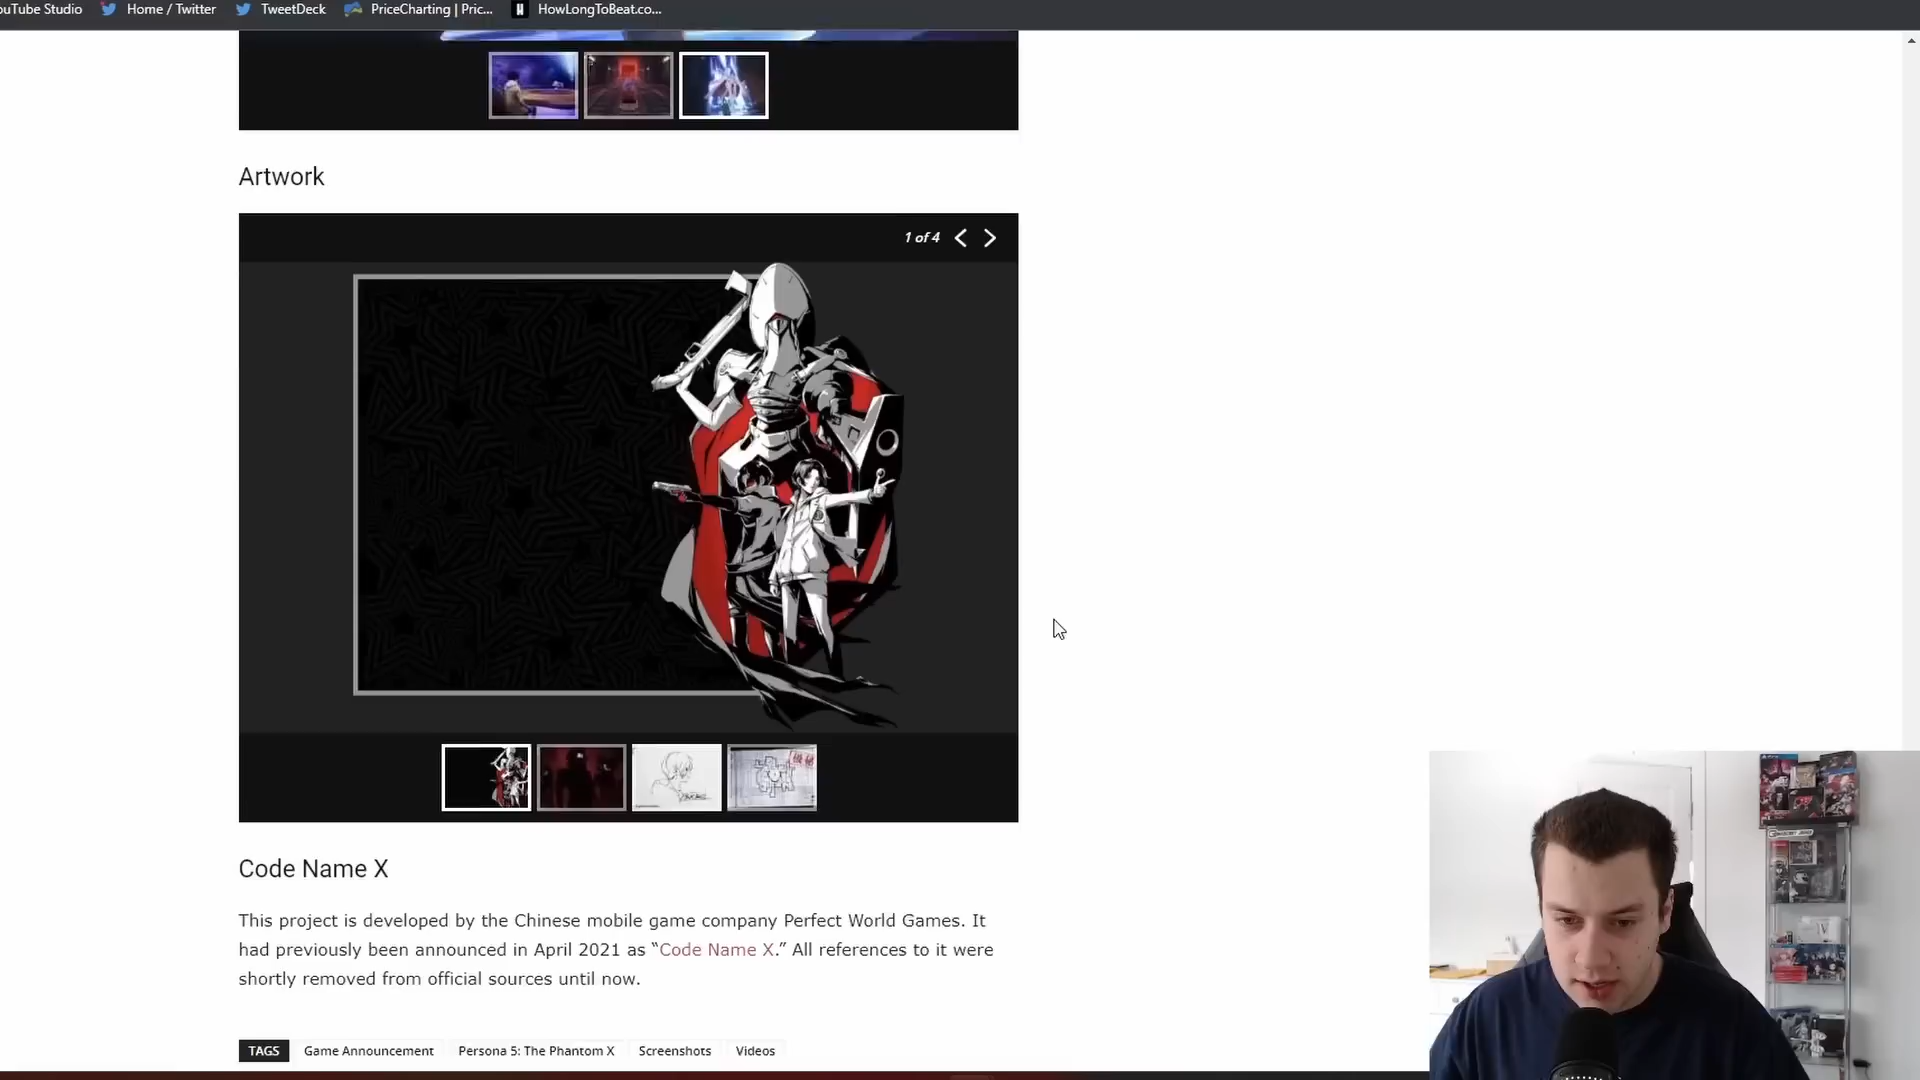 ouTube Studio
Home / Twitter
TweetDeck
PriceCharting | Pric...
HowLongToBeat.co...
Artwork
1 of 4
Code Name X
This project is developed by the Chinese mobile game company Perfect World Games. It
had previously been announced in April 2021 as “Code Name X.” All references to it were
shortly removed from official sources until now.
TAGS
Game Announcement
Persona 5: The Phantom X
Screenshots
Videos